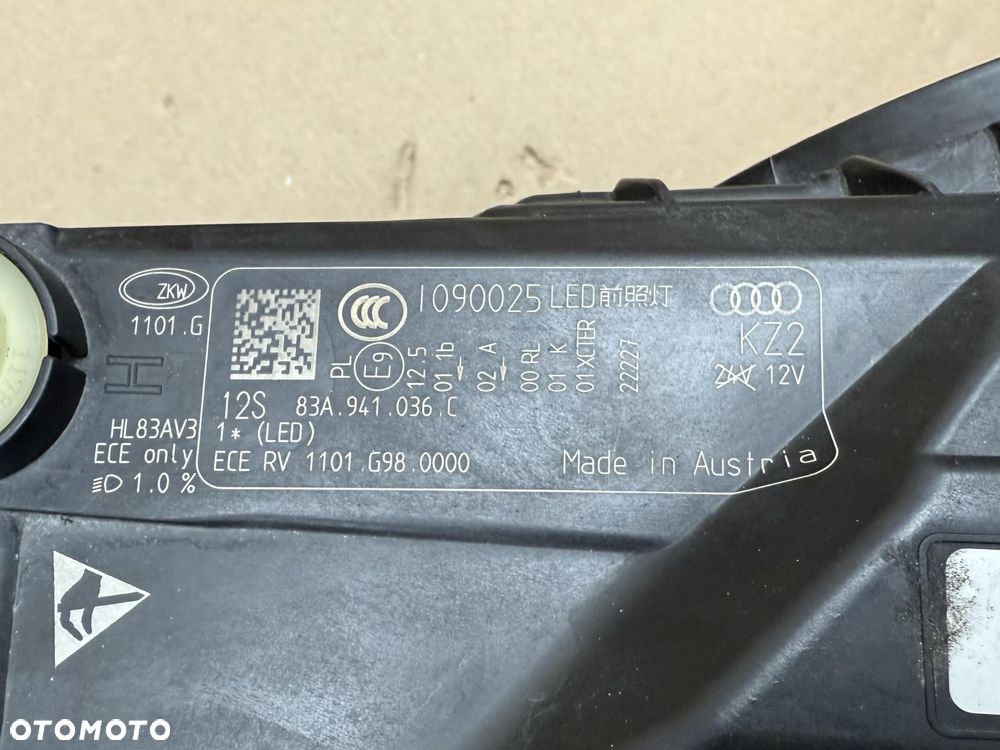 ZKW
1101.G
H
HL83AV3
ECE only
1.0 %
CCC
I090025 LED前照灯
KZ2
12V
PL
E9
12.5
01 1b
02 A
00 RL
01 K
01 XCTER
22227
12S 83A.941.036.C
1* (LED)
ECE RV 1101.G98.0000
Made in Austria
OTOMOTO